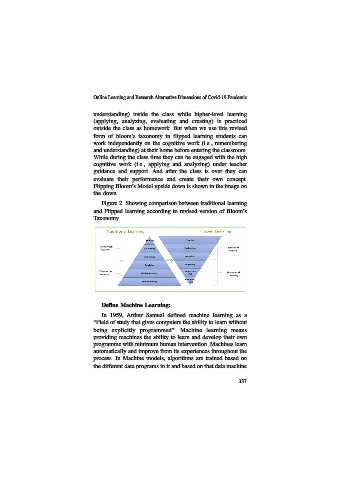 Online Learning and Research Alternative Dimensions of Covid-19 Pandemic
understanding) inside the class while higher-level learning
(applying, analyzing, evaluating and creating) is practiced
outside the class as homework. But when we use this revised
form of bloom's taxonomy in flipped learning students can
work independently on the cognitive work (i.e., remembering
and understanding) at their home before entering the classroom.
While during the class time they can be engaged with the high
cognitive work (i.e., applying and analyzing) under teacher
guidance and support. And after the class is over they can
evaluate their performance and create their own concept.
Flipping Bloom's Model upside down is shown in the image on
the down.
Figure 2: Showing comparison between traditional learning
and Flipped learning according to revised version of Bloom's
Taxonomy
Define Machine Learning:
In 1959, Arthur Samuel defined machine learning as a
"Field of study that gives computers the ability to learn without
being explicitly programmed". Machine learning means
providing machines the ability to learn and develop their own
programme with minimum human intervention. Machines learn
automatically and improve from its experiences throughout the
process. In Machine models, algorithms are trained based on
the different data programs in it and based on that data machine
337